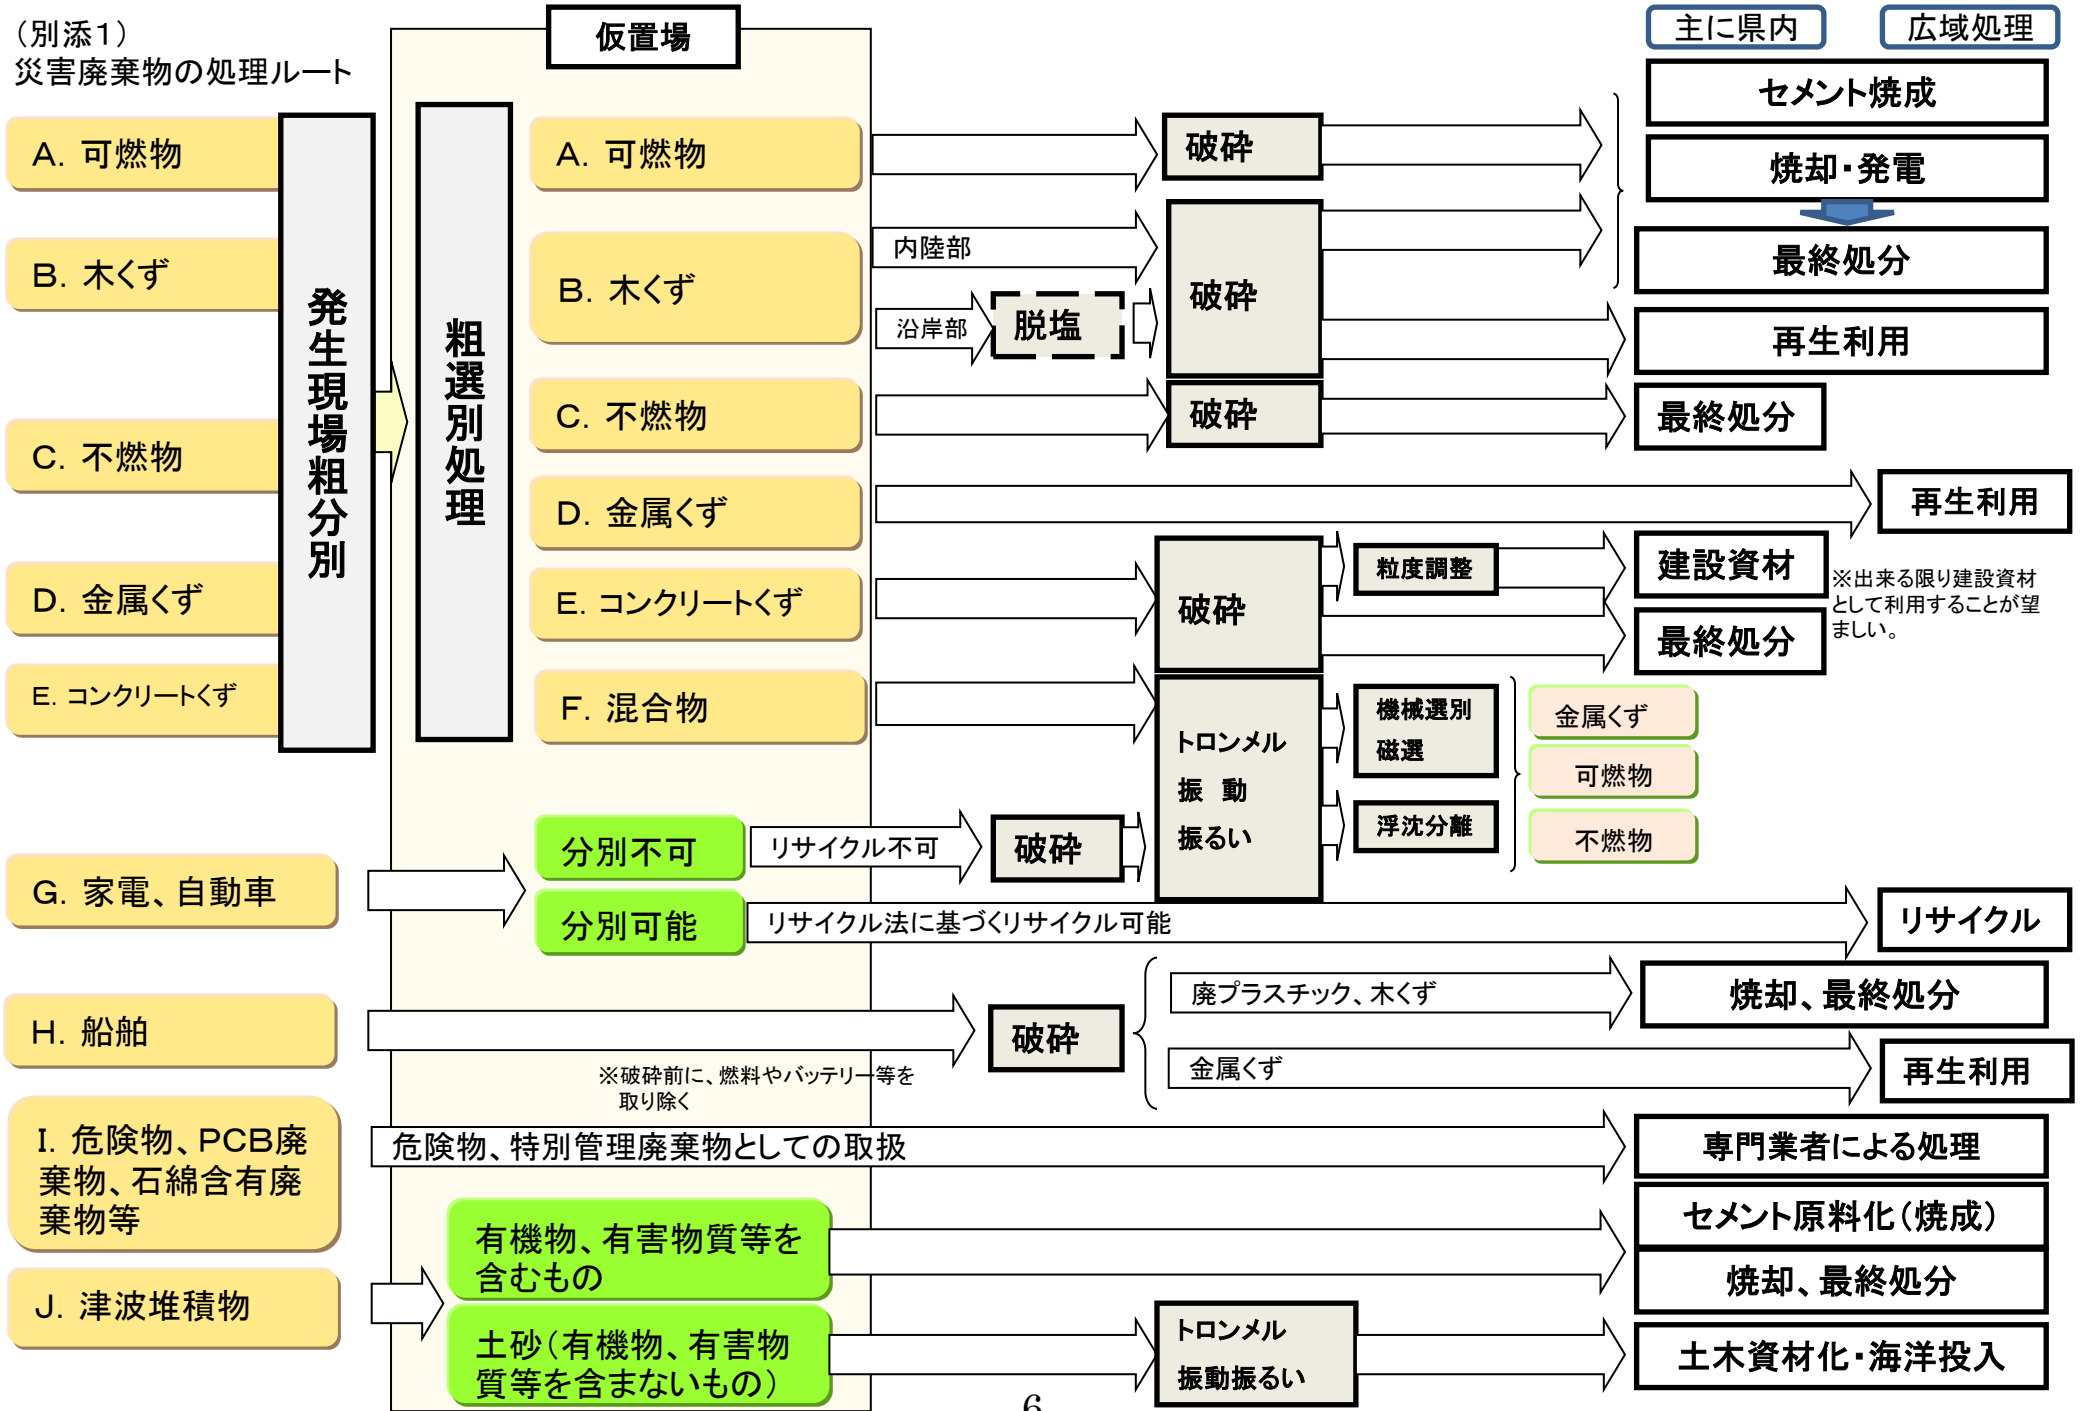 (別添１)
災害廃棄物の処理ルート
仮置場
主に県内
広域処理
A. 可燃物
B. 木くず
C. 不燃物
D. 金属くず
E. コンクリートくず
発生現場粗分別
粗選別処理
A. 可燃物
破砕
セメント焼成
焼却・発電
最終処分
B. 木くず
内陸部
沿岸部
脱塩
破砕
再生利用
C. 不燃物
破砕
最終処分
D. 金属くず
再生利用
E. コンクリートくず
破砕
粒度調整
建設資材
最終処分
※出来る限り建設資材
として利用することが望
ましい。
F. 混合物
トロンメル
振　動
振るい
機械選別
磁選
浮沈分離
金属くず
可燃物
不燃物
G. 家電、自動車
分別不可
リサイクル不可
破砕
分別可能
リサイクル法に基づくリサイクル可能
リサイクル
H. 船舶
※破砕前に、燃料やバッテリー等を
取り除く
破砕
廃プラスチック、木くず
焼却、最終処分
金属くず
再生利用
I. 危険物、PCB廃
棄物、石綿含有廃
棄物等
危険物、特別管理廃棄物としての取扱
専門業者による処理
J. 津波堆積物
有機物、有害物質等を
含むもの
セメント原料化(焼成)
焼却、最終処分
土砂(有機物、有害物
質等を含まないもの)
トロンメル
振動振るい
土木資材化・海洋投入
6